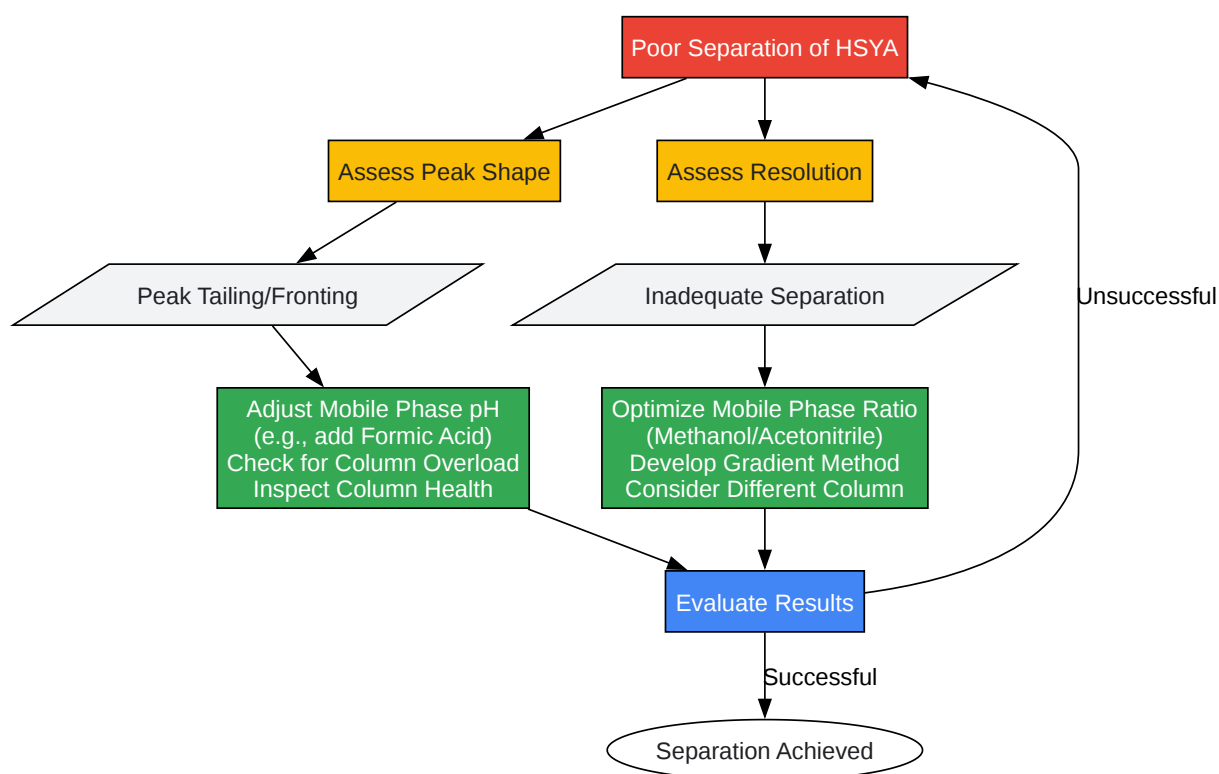 Poor Separation of HSYA
Assess Peak Shape
Assess Resolution
Peak Tailing/Fronting
Inadequate Separation
Unsuccessful
Adjust Mobile Phase pH
(e.g., add Formic Acid)
Check for Column Overload
Inspect Column Health
Optimize Mobile Phase Ratio
(Methanol/Acetonitrile)
Develop Gradient Method
Consider Different Column
Evaluate Results
Successful
Separation Achieved